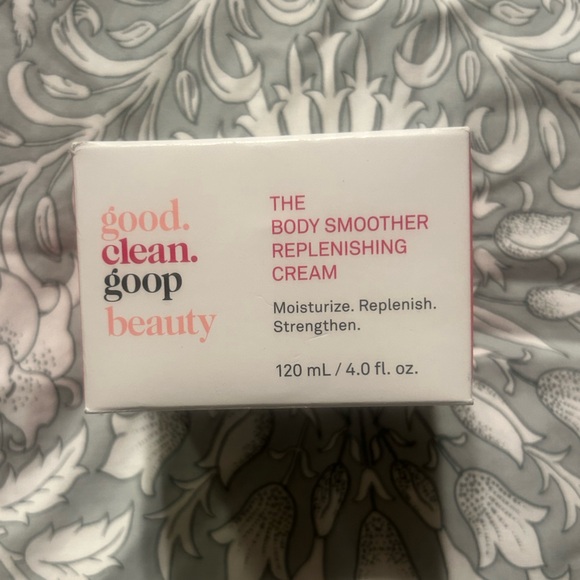 good.
clean.
goop
beauty
THE
BODY SMOOTHER
REPLENISHING
CREAM
Moisturize. Replenish.
Strengthen.
120 mL / 4.0 fl. oz.